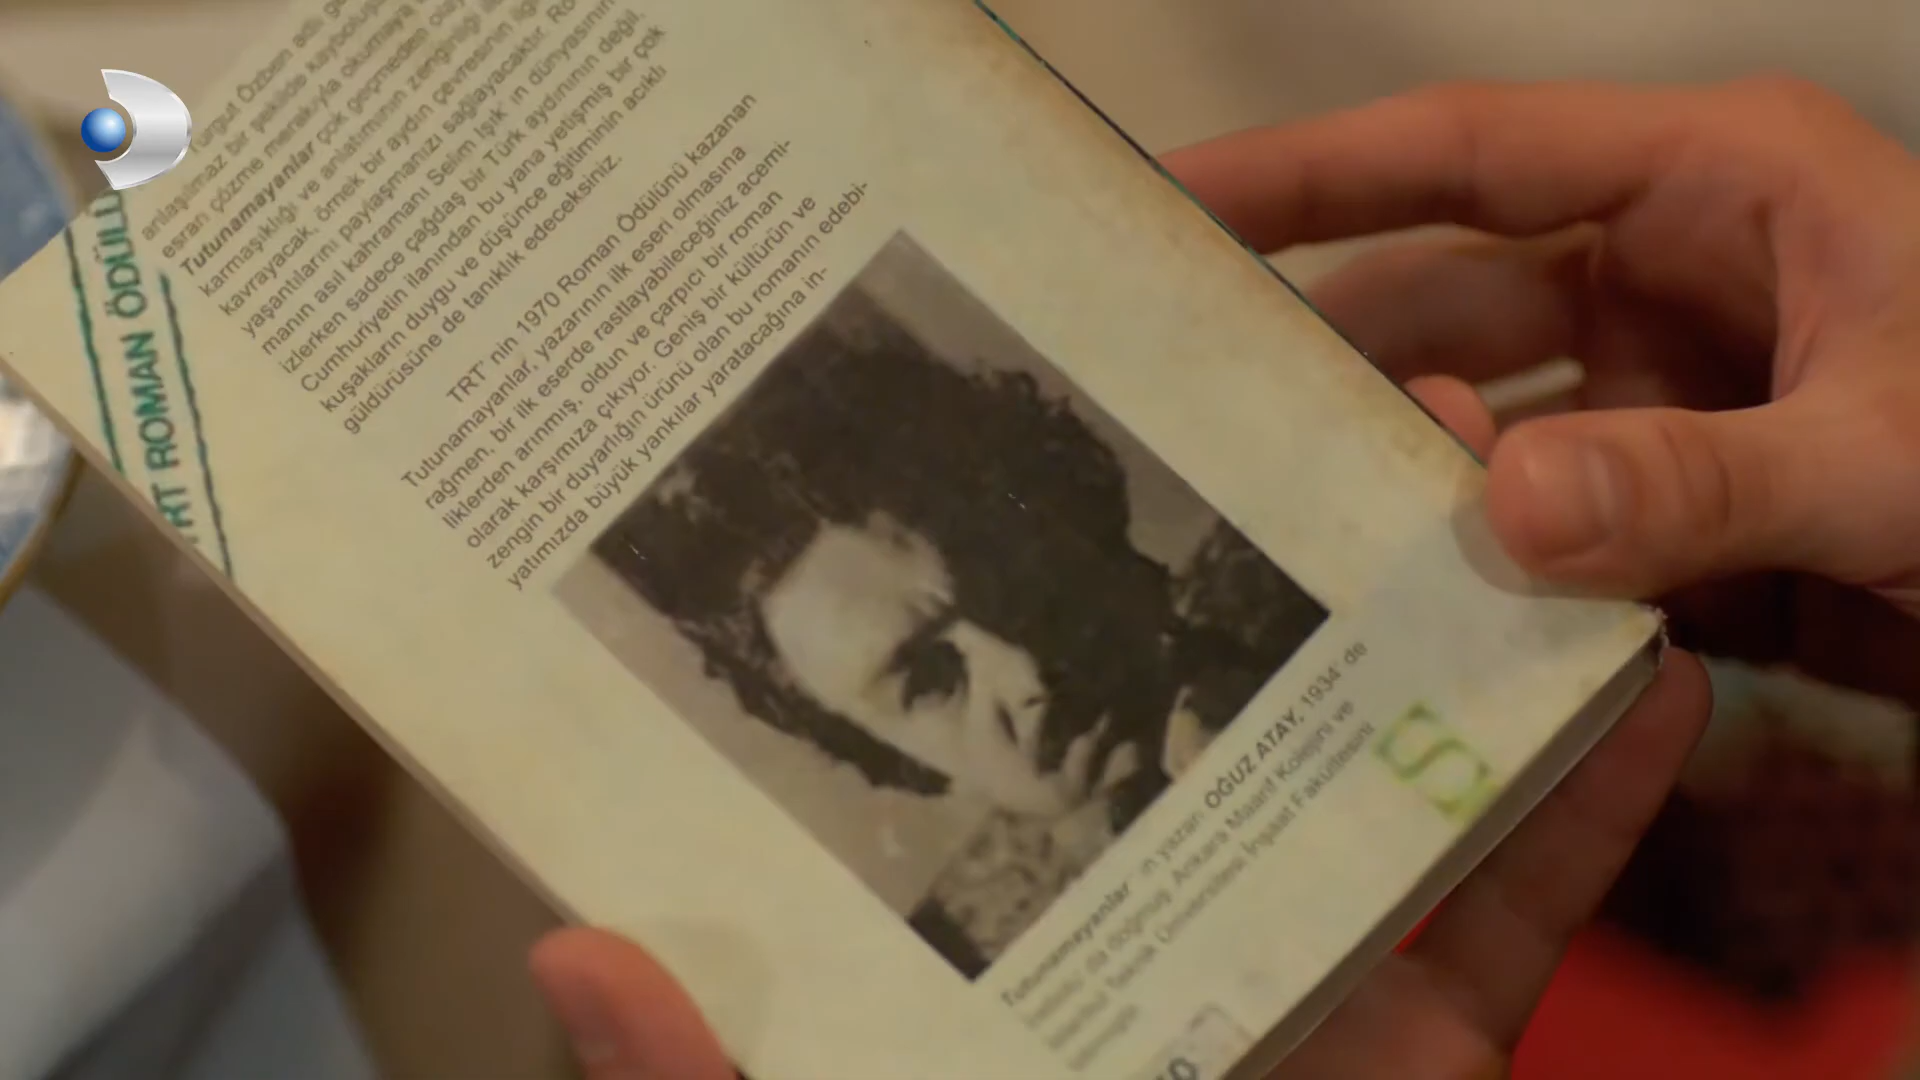 Turgut Özben adlı
anlaşılmaz bir şekilde
esrarı çözme merakıyla okumaya
Tutunamayanlar çok geçmeden
karmaşıklığı ve anlatımının zenginliği
kavrayacak, örnek bir aydın çevresinin
yaşantılarını paylaşmanızı sağlayacaktır.
manın asıl kahramanı Selim Işık' ın dünyasının
izlerken sadece çağdaş bir Türk aydınının değil,
Cumhuriyetin ilanından bu yana yetişmiş bir çok
kuşakların duygu ve düşünce eğitiminin acıklı
güldürüsüne de tanıklık edeceksiniz.
TRT' nin 1970 Roman Ödülünü kazanan
Tutunamayanlar, yazarının ilk eseri olmasına
rağmen, bir ilk eserde rastlayabileceğiniz acemi-
liklerden arınmış, oldun ve çarpıcı bir roman
olarak karşımıza çıkıyor. Geniş bir kültürün ve
zengin bir duyarlığın ürünü olan bu romanın edebi-
yatımızda büyük yankılar yaratacağına in-
TRT ROMAN ÖDÜLÜ
Tutunamayanlar' ın yazarı OĞUZ ATAY, 1934' de
da doğmuş, Ankara Maarif Kolejini ve
Teknik Üniversitesi İnşaat Fakültesini
S